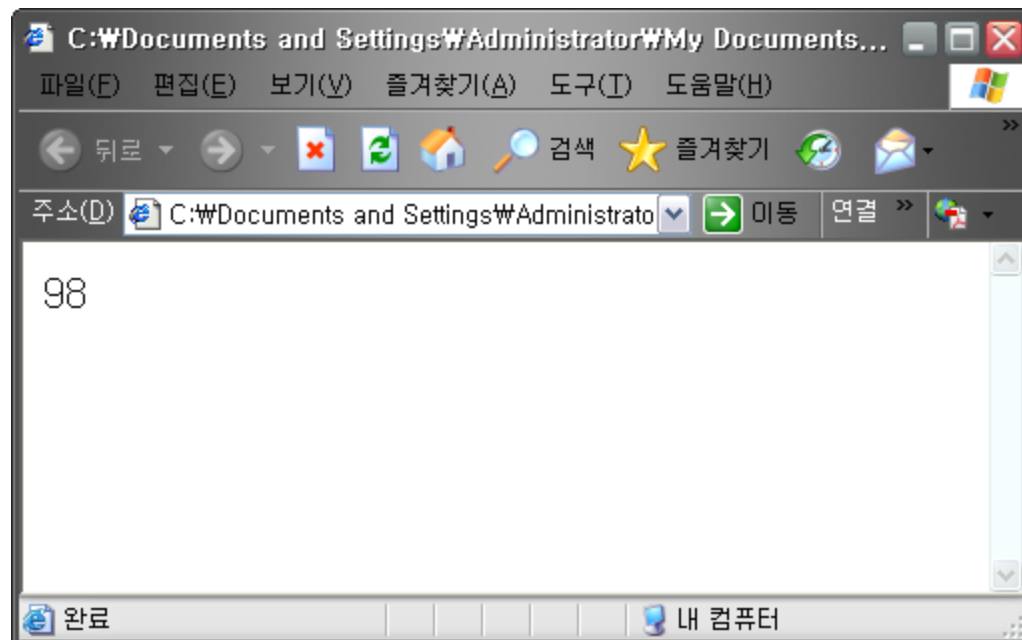 C:₩Documents and Settings₩Administrator₩My Documents...
파일(F) 편집(E) 보기(V) 즐겨찾기(A) 도구(T) 도움말(H)
뒤로 검색 즐겨찾기 »
주소(D) C:₩Documents and Settings₩Administrato 이동 연결 »
98
완료 내 컴퓨터